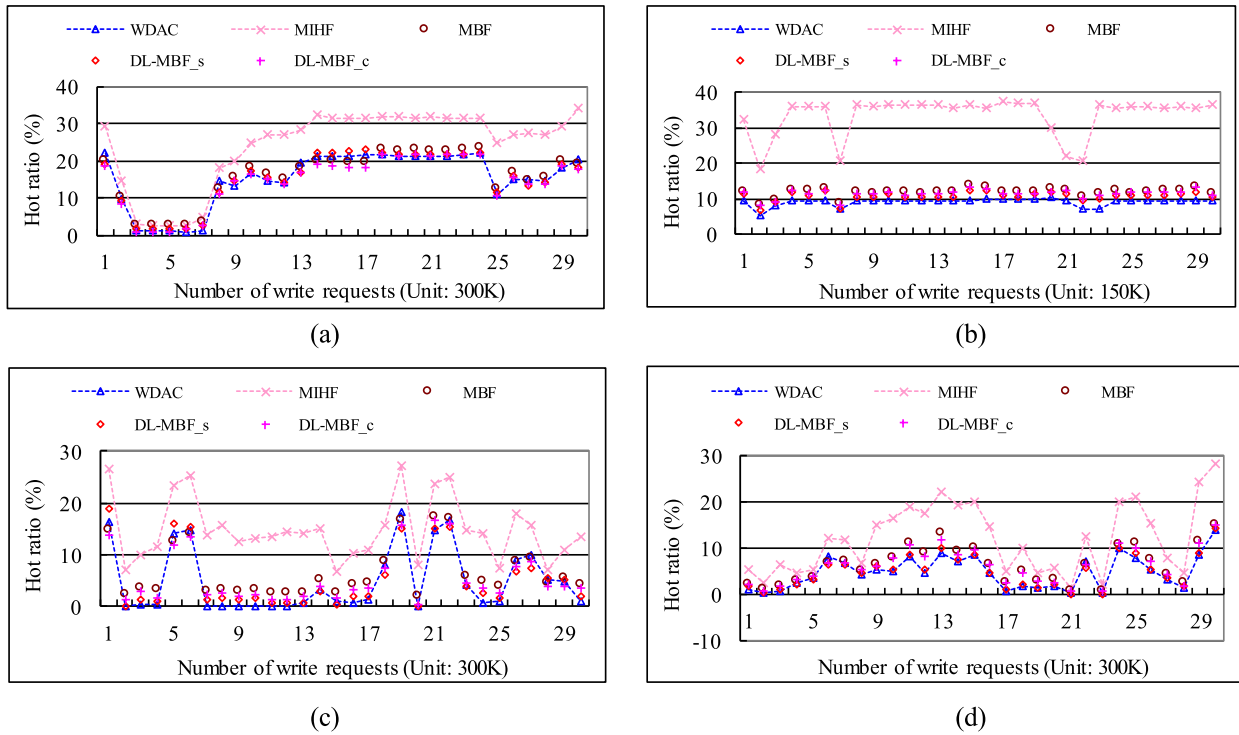 (a)
WDAC MIHF MBF
DL-MBF_s DL-MBF_c
Hot ratio (%)
40
30
20
10
0
1 5 9 13 17 21 25 29
Number of write requests (Unit: 300K)
(b)
WDAC MIHF MBF
DL-MBF_s DL-MBF_c
Hot ratio (%)
40
30
20
10
0
1 5 9 13 17 21 25 29
Number of write requests (Unit: 150K)
(a)
(b)
WDAC MIHF MBF
DL-MBF_s DL-MBF_c
Hot ratio (%)
30
20
10
0
1 5 9 13 17 21 25 29
Number of write requests (Unit: 300K)
WDAC MIHF MBF
DL-MBF_s DL-MBF_c
Hot ratio (%)
30
20
10
0
-10
1 5 9 13 17 21 25 29
Number of write requests (Unit: 300K)
(c)
(d)